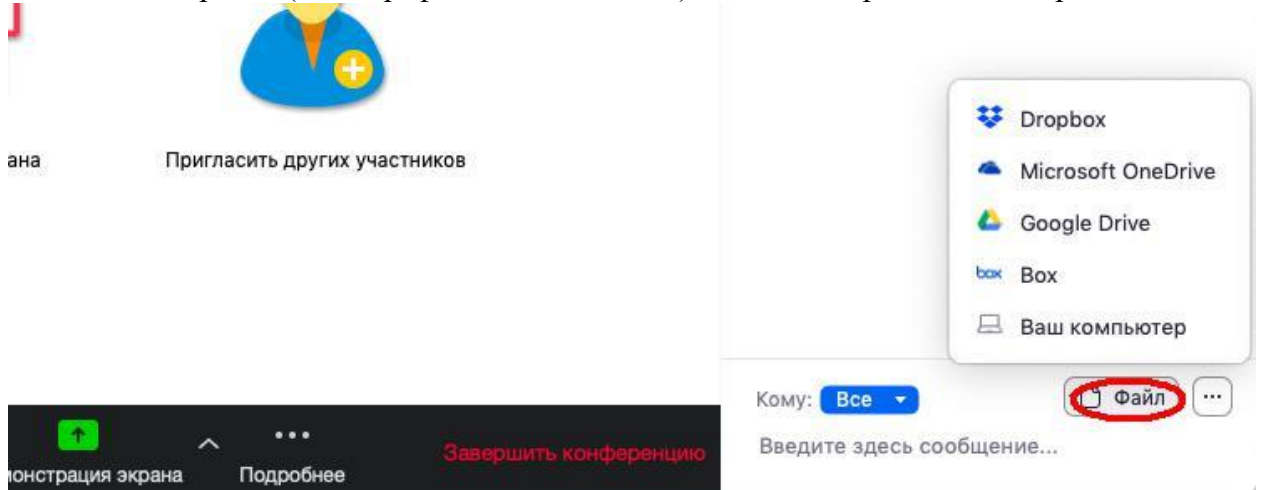 Dropbox
ана
Пригласить других участников
Microsoft OneDrive
Google Drive
box Box
Ваш компьютер
Кому: Все
Файл
Завершить конференцию
Введите здесь сообщение...
экрана
Подробнее